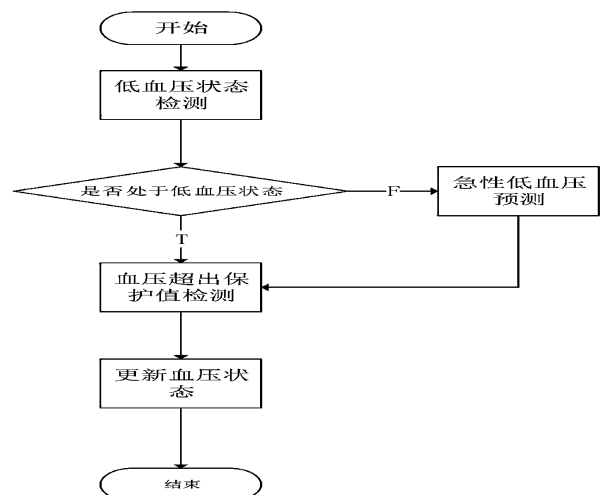 开始
低血压状态
检测
是否处于低血压状态
F
急性低血压
预测
T
血压超出保
护值检测
更新血压状
态
结束